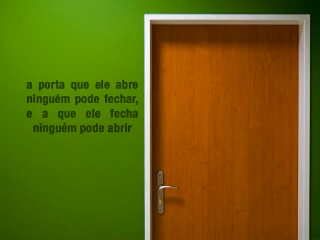 a porta que ele abre
ninguém pode fechar,
e a que ele fecha
ninguém pode abrir